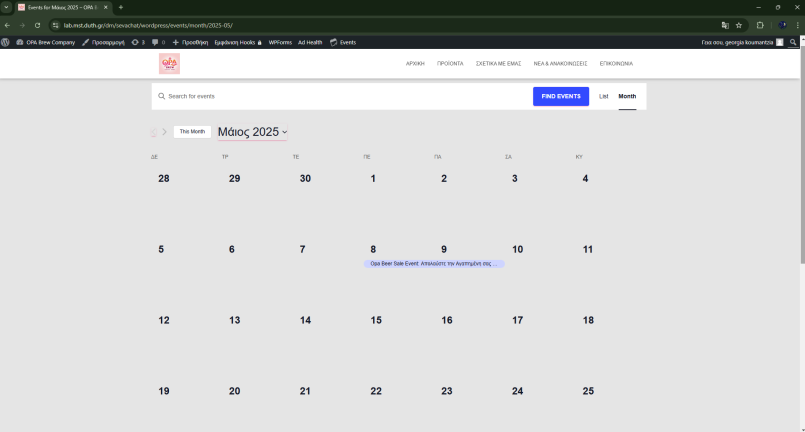 Events for Μάιος 2025 – OPA B
lab.mst.duth.gr/dm/sevachat/wordpress/events/month/2025-05/
OPA Brew Company Προσαρμογή 3 0 Προσθήκη Εμφάνιση Hooks WPForms Ad Health Events Γεια σου, georgia koumantzia
OPA
ΑΡΧΙΚΗ ΠΡΟΪΟΝΤΑ ΣΧΕΤΙΚΑ ΜΕ ΕΜΑΣ ΝΕΑ & ΑΝΑΚΟΙΝΩΣΕΙΣ ΕΠΙΚΟΙΝΩΝΙΑ
Search for events FIND EVENTS List Month
This Month Μάιος 2025
ΔΕ ΤΡ ΤΕ ΠΕ ΠΑ ΣΑ ΚΥ
28 29 30 1 2 3 4
5 6 7 8 9 10 11
Opa Beer Sale Event: Απολαύστε την Αγαπημένη σας ...
12 13 14 15 16 17 18
19 20 21 22 23 24 25